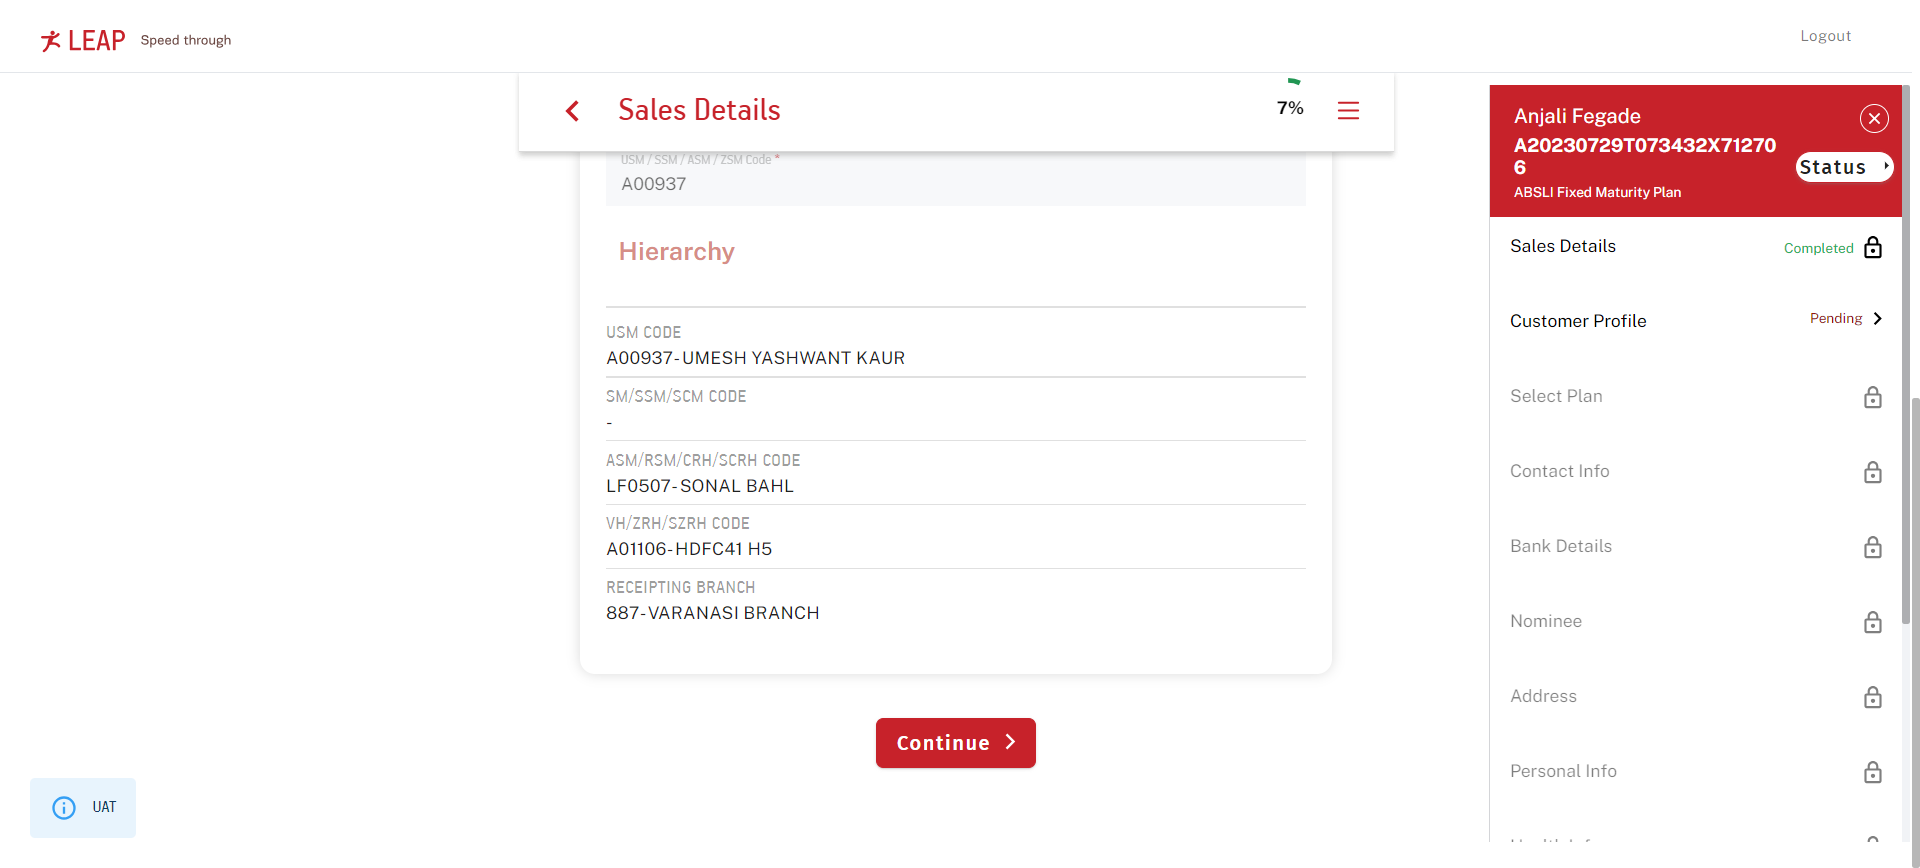 LEAP Speed through
Logout
Sales Details
7%
USM / SSM / ASM / ZSM Code *
A00937
Hierarchy
USM CODE
A00937-UMESH YASHWANT KAUR
SM/SSM/SCM CODE
-
ASM/RSM/CRH/SCRH CODE
LF0507-SONAL BAHL
VH/ZRH/SZRH CODE
A01106-HDFC41 H5
RECEIPTING BRANCH
887-VARANASI BRANCH
Continue
UAT
Anjali Fegade
A20230729T073432X71270
6
Status
ABSLI Fixed Maturity Plan
Sales Details Completed
Customer Profile Pending
Select Plan
Contact Info
Bank Details
Nominee
Address
Personal Info